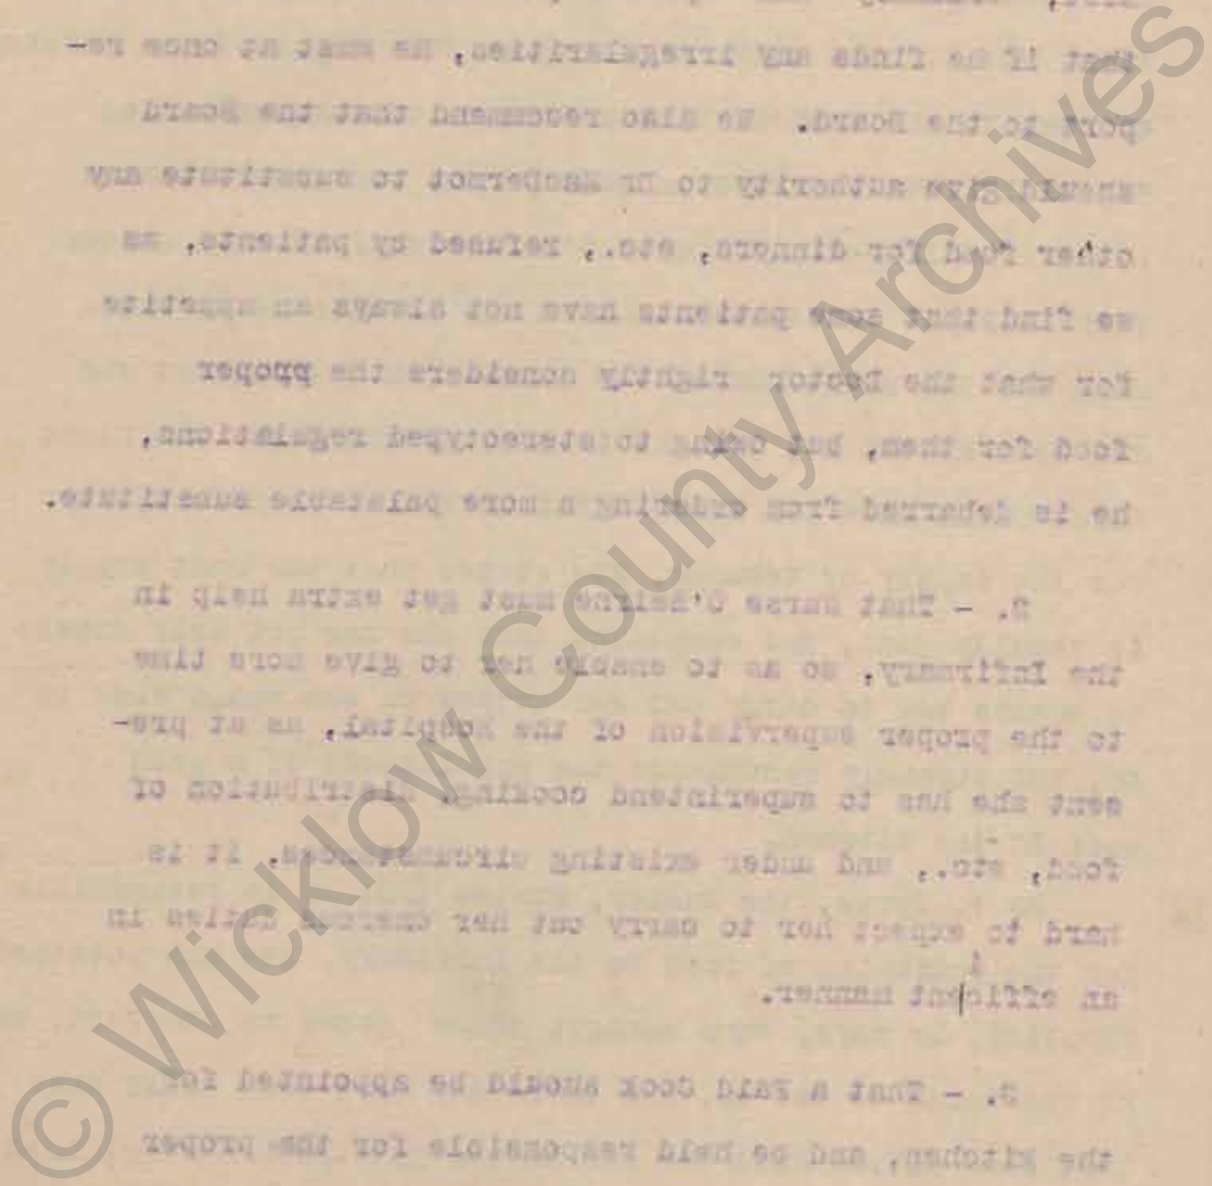 that if he finds any irregularities, he must at once re-
port to the Board. We also recommend that the Board
should give authority to Dr MacDermot to substitute any
other food for dinners, etc., refused by patients, as
we find that some patients have not always an appetite
for what the Doctor rightly considers the proper
food for them, but owing to stereotyped regulations,
he is debarred from ordering a more palatable substitute.
2. - That Nurse O'Beirne must get extra help in
the Infirmary, so as to enable her to give more time
to the proper supervision of the hospital, as at pre-
sent she has to superintend cooking, distribution of
food, etc., and under existing circumstances, it is
hard to expect her to carry out her onerous duties in
an efficient manner.
3. - That a Paid Cook should be appointed for
the kitchen, and be held responsible for the proper
© Wicklow County Archives